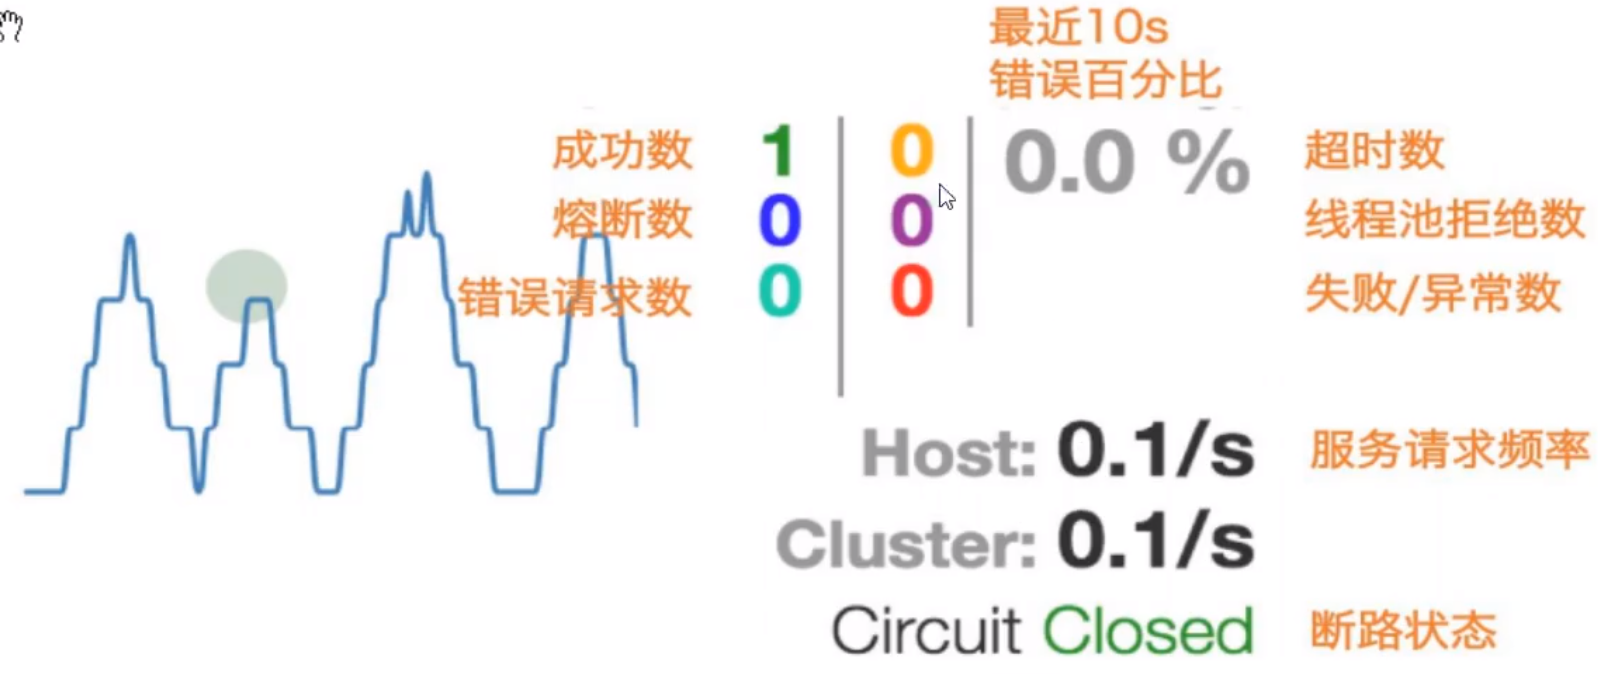 最近10s
错误百分比
成功数 1 0 0.0 % 超时数
熔断数 0 0 线程池拒绝数
错误请求数 0 0 失败/异常数
Host: 0.1/s 服务请求频率
Cluster: 0.1/s
Circuit Closed 断路状态